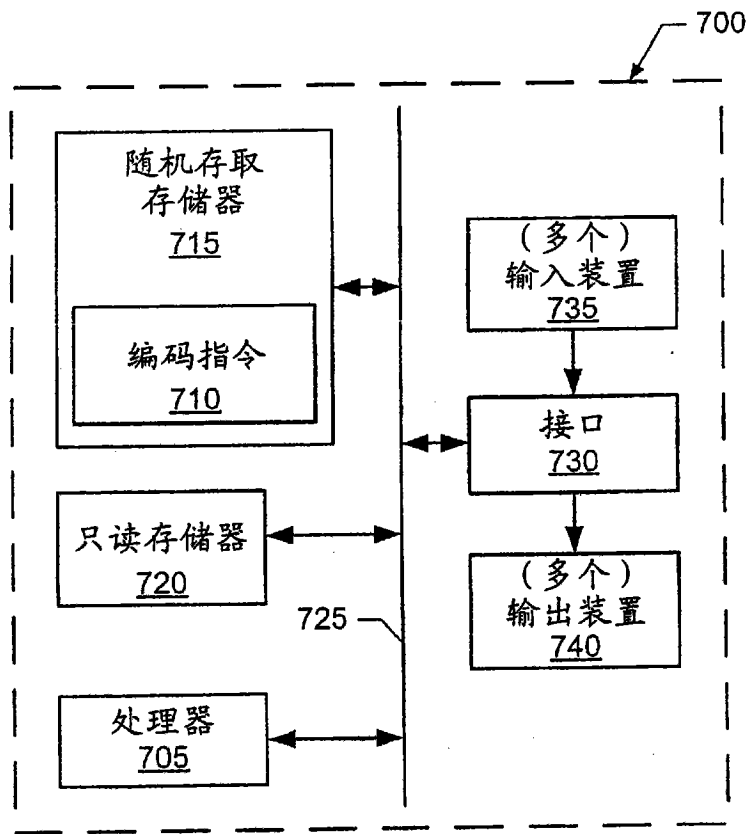 700
随机存取
存储器
715
编码指令
710
只读存储器
720
725
处理器
705
（多个）
输入装置
735
接口
730
（多个）
输出装置
740